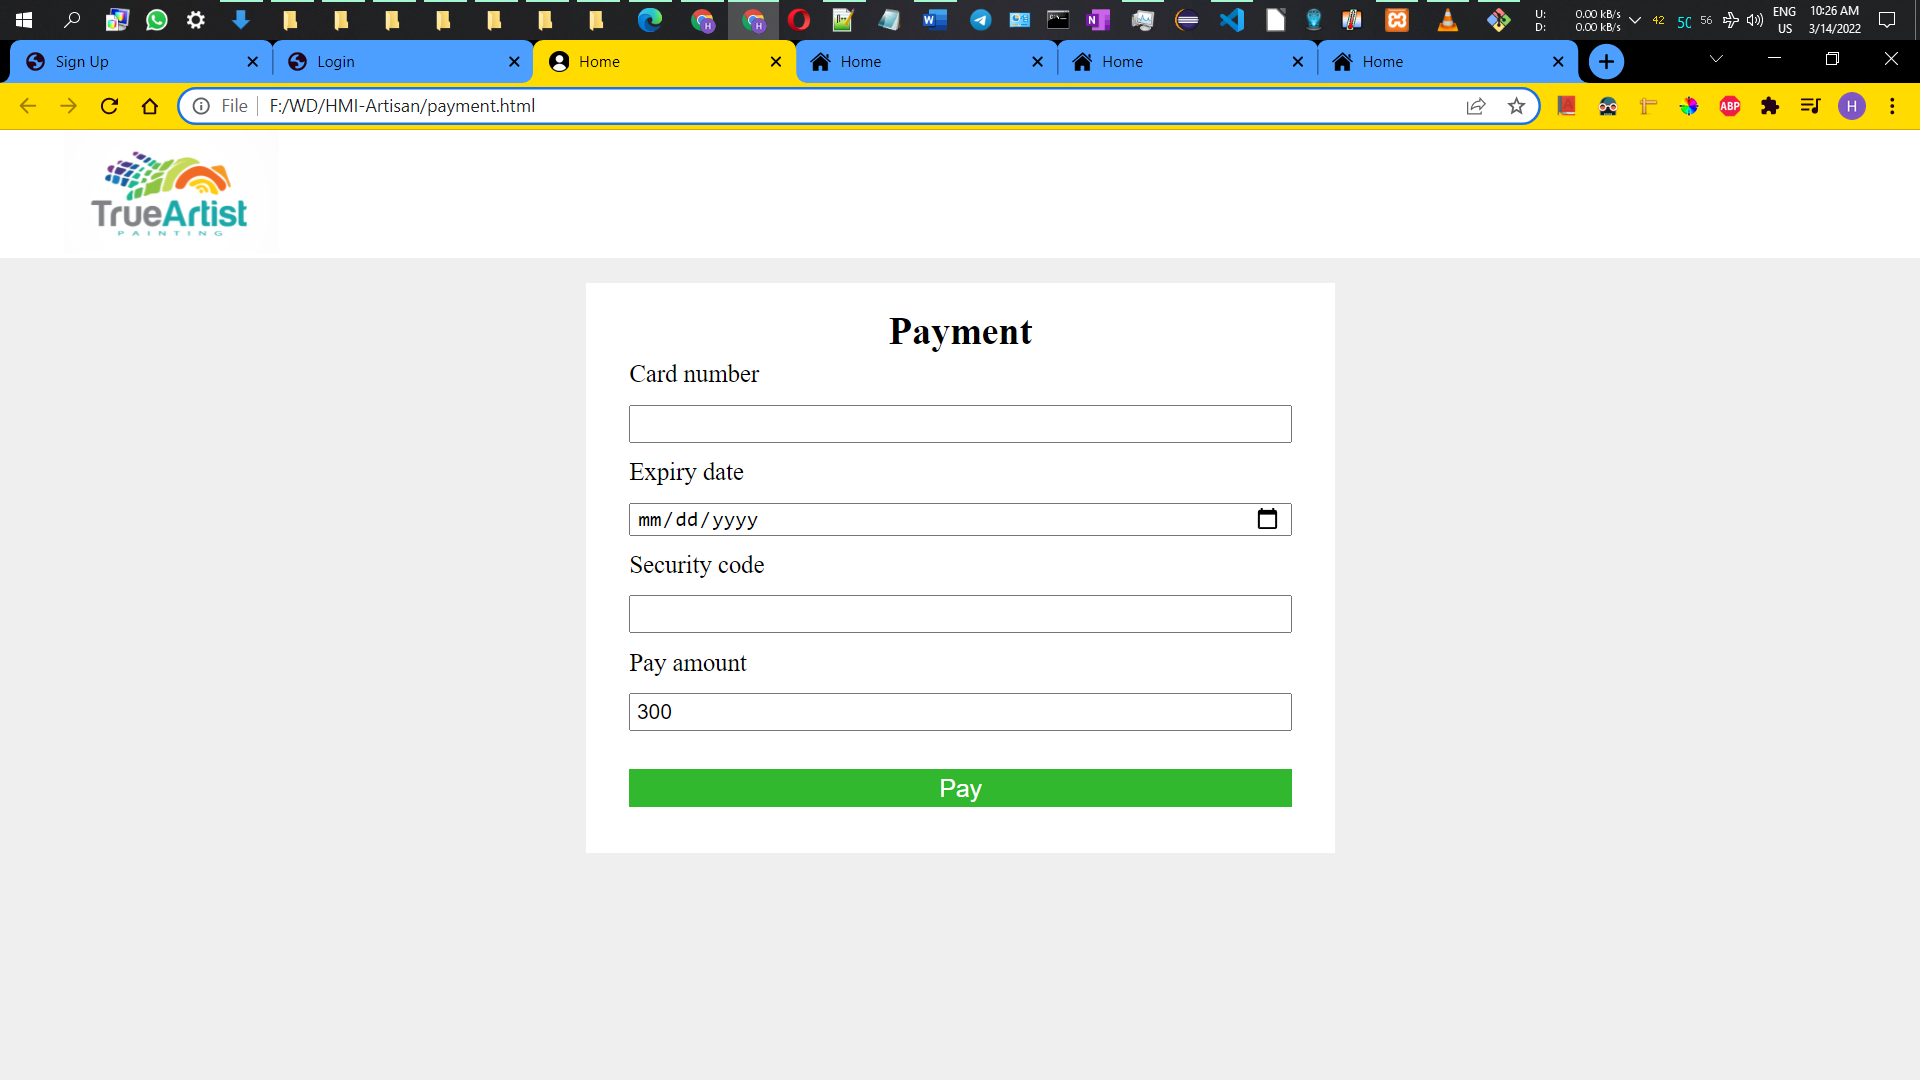 U: 0.00 kB/s
D: 0.00 kB/s
42
56
ENG
US
10:26 AM
3/14/2022
Sign Up
Login
Home
Home
Home
Home
File
F:/WD/HMI-Artisan/payment.html
ABP
H
TrueArtist
PAINTING
Payment
Card number
Expiry date
mm/dd/yyyy
Security code
Pay amount
300
Pay